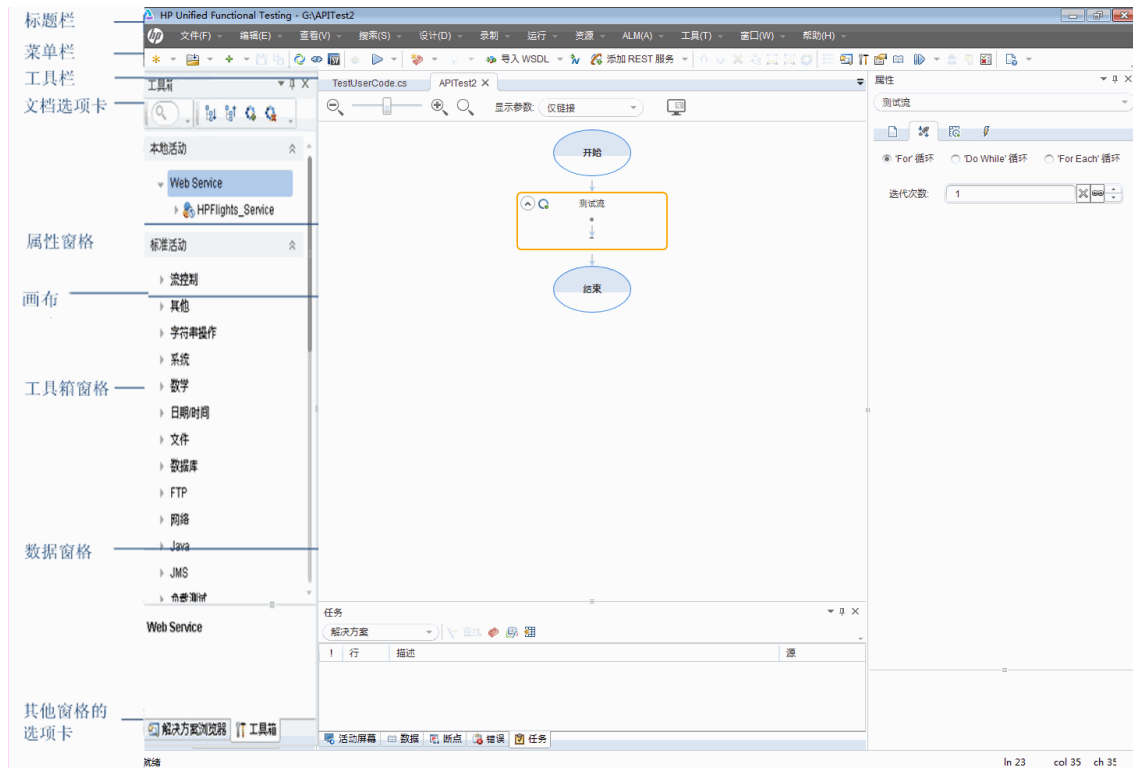 标题栏
菜单栏
工具栏
文档选项卡
属性窗格
画布
工具箱窗格
数据窗格
其他窗格的
选项卡
HP Unified Functional Testing - G:\APITest2
文件(F) 编辑(E) 查看(V) 搜索(S) 设计(D) 录制 运行 资源 ALM(A) 工具(T) 窗口(W) 帮助(H)
导入 WSDL 添加 REST 服务
工具箱
本地活动
Web Service
HPFlights_Service
标准活动
流控制
其他
字符串操作
系统
数学
日期/时间
文件
数据库
FTP
网络
Java
JMS
负载测试
Web Service
解决方案浏览器 工具箱
TestUserCode.cs APITest2
显示参数: 仅链接
开始
测试流
结束
任务
解决方案 查找
! 行 描述 源
活动屏幕 数据 断点 错误 任务
属性
测试流
'For' 循环 'Do While' 循环 'For Each' 循环
迭代次数: 1
就绪 ln 23 col 35 ch 35